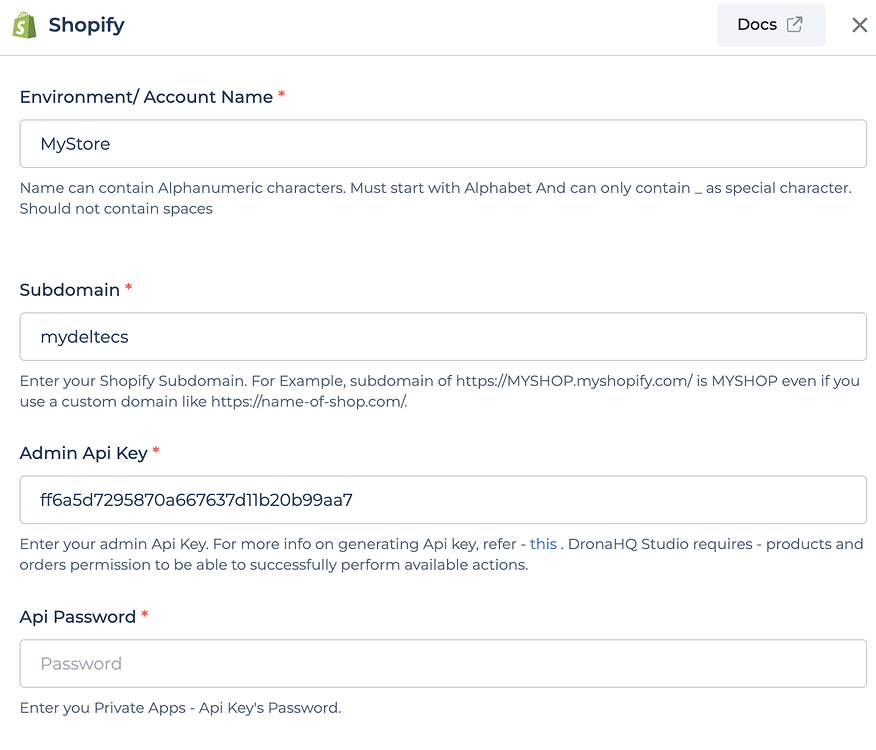 Shopify
Docs
Environment/ Account Name *
MyStore
Name can contain Alphanumeric characters. Must start with Alphabet And can only contain _ as special character.
Should not contain spaces
Subdomain *
mydeltecs
Enter your Shopify Subdomain. For Example, subdomain of https://MYSHOP.myshopify.com/ is MYSHOP even if you
use a custom domain like https://name-of-shop.com/.
Admin Api Key *
ff6a5d7295870a667637d11b20b99aa7
Enter your admin Api Key. For more info on generating Api key, refer - this . DronaHQ Studio requires - products and
orders permission to be able to successfully perform available actions.
Api Password *
Password
Enter you Private Apps - Api Key's Password.